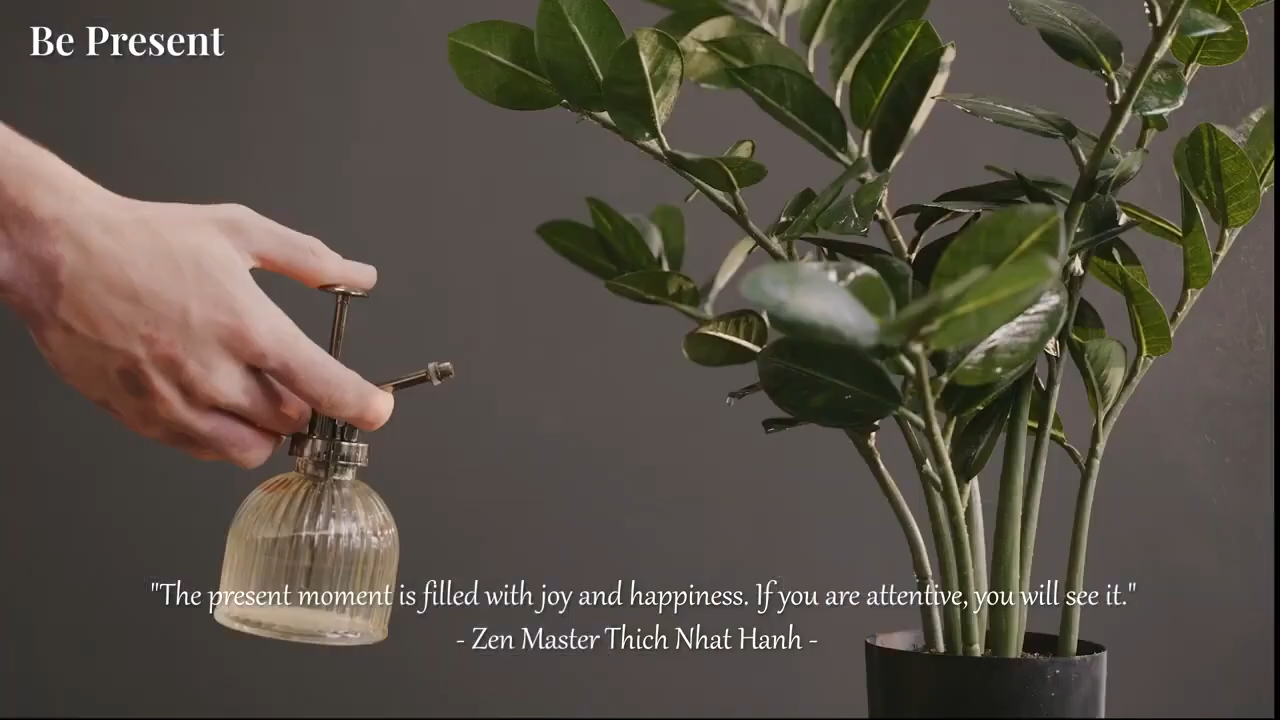 Be Present
"The present moment is filled with joy and happiness. If you are attentive, you will see it."
- Zen Master Thich Nhat Hanh -